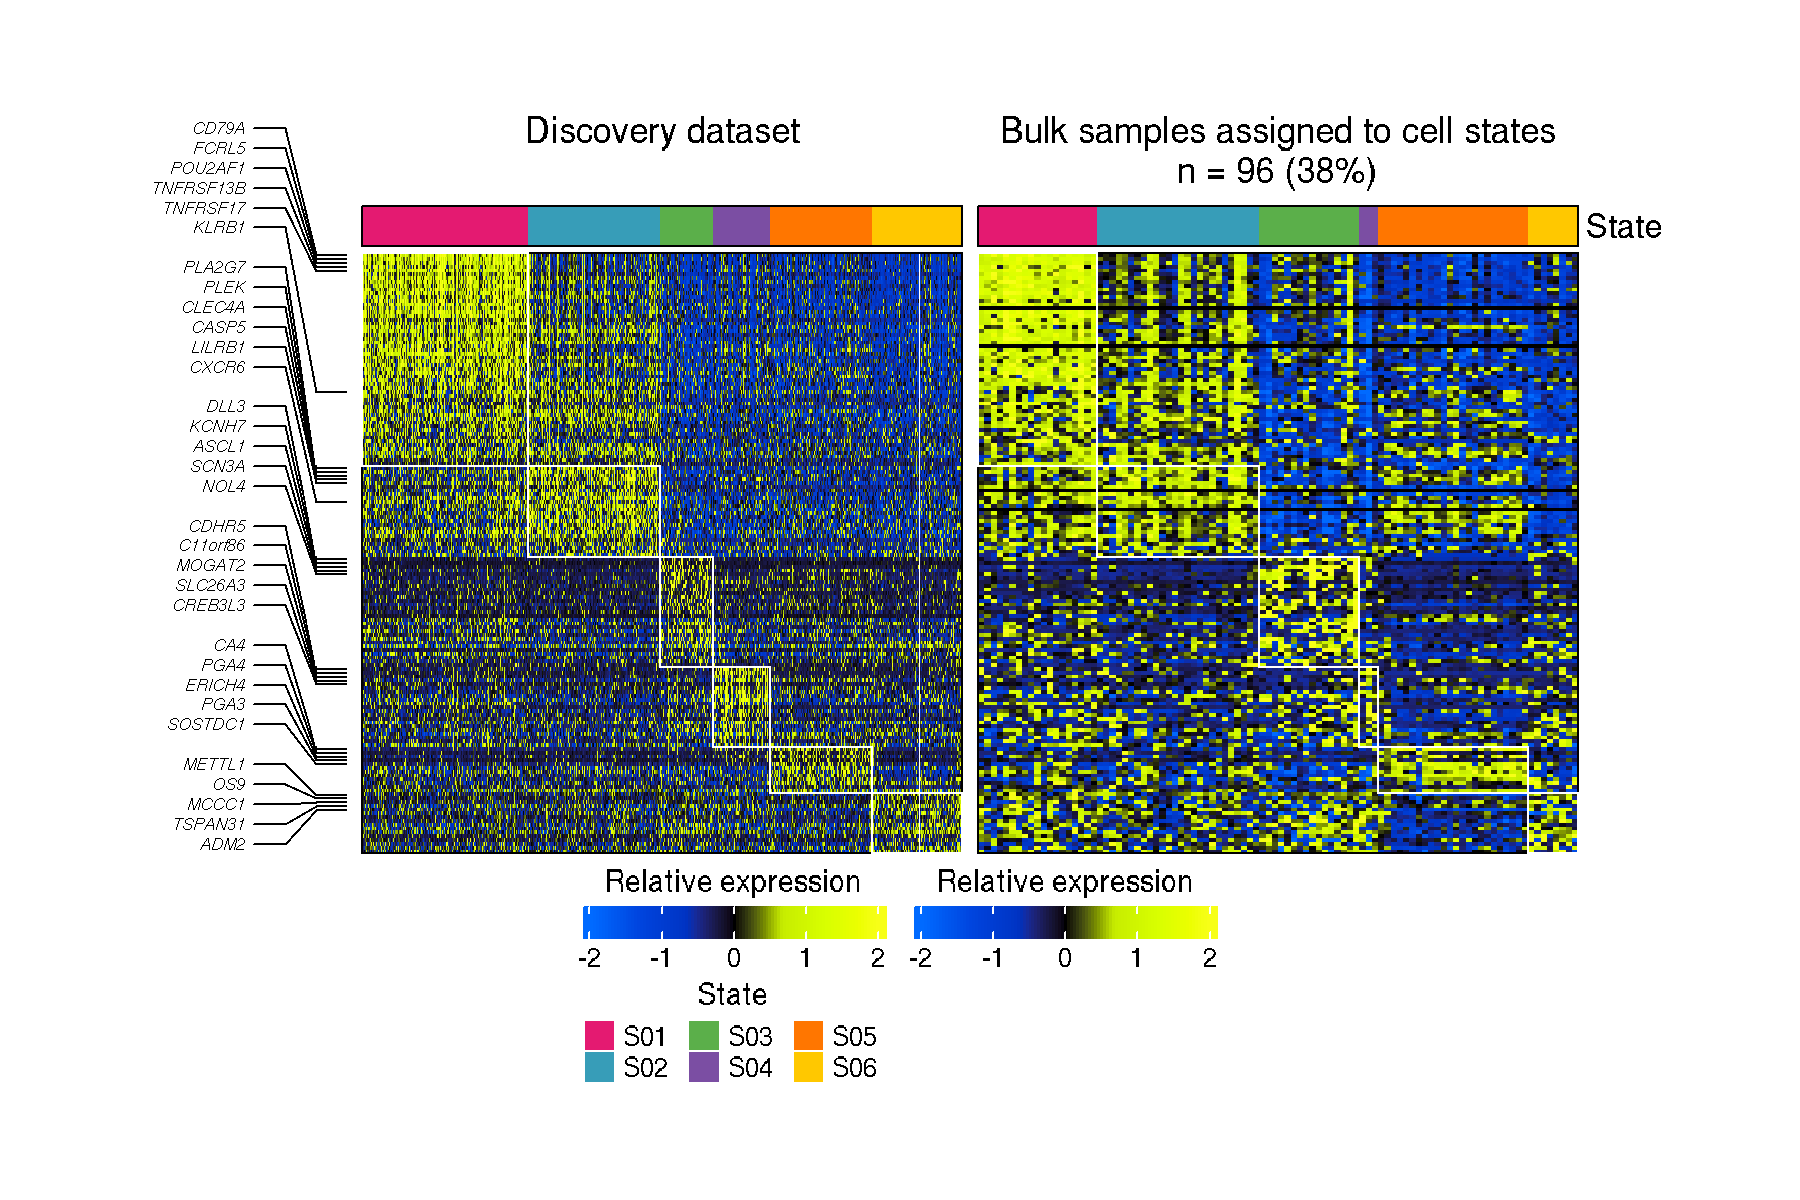 Discovery dataset
Bulk samples assigned to cell states
n = 96 (38%)
State
CD79A
FCRL5
POU2AF1
TNFRSF13B
TNFRSF17
KLRB1
PLA2G7
PLEK
CLEC4A
CASP5
LILRB1
CXCR6
DLL3
KCNH7
ASCL1
SCN3A
NOL4
CDHR5
C11orf86
MOGAT2
SLC26A3
CREB3L3
CA4
PGA4
ERICH4
PGA3
SOSTDC1
METTL1
OS9
MCCC1
TSPAN31
ADM2
Relative expression
-2 -1 0 1 2
Relative expression
-2 -1 0 1 2
State
S01 S03 S05
S02 S04 S06